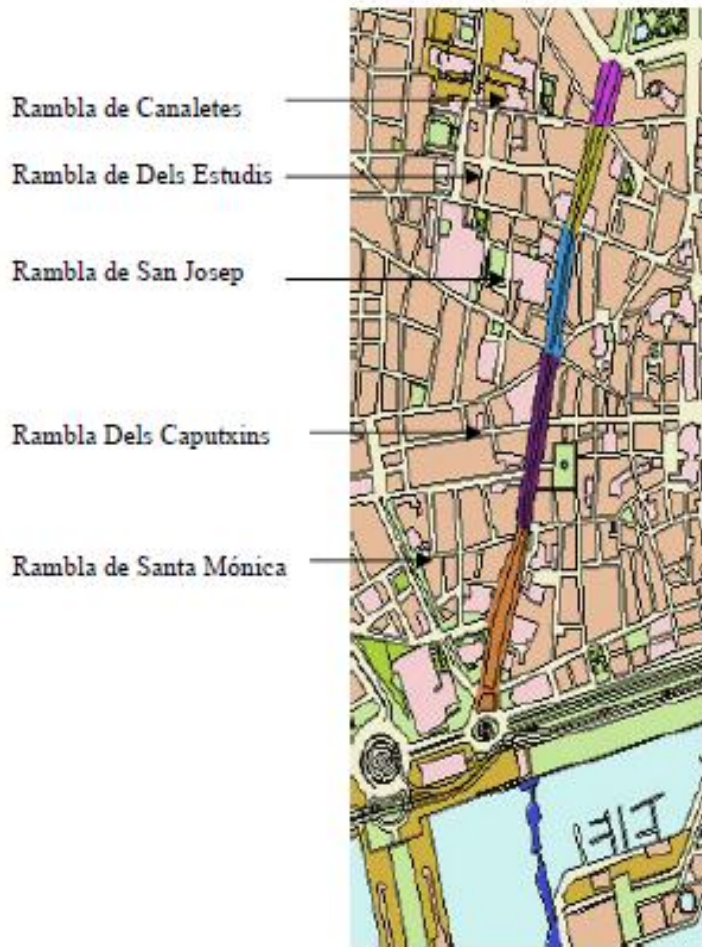 Rambla de Canaletes
Rambla de Dels Estudis
Rambla de San Josep
Rambla Dels Caputxins
Rambla de Santa Mónica